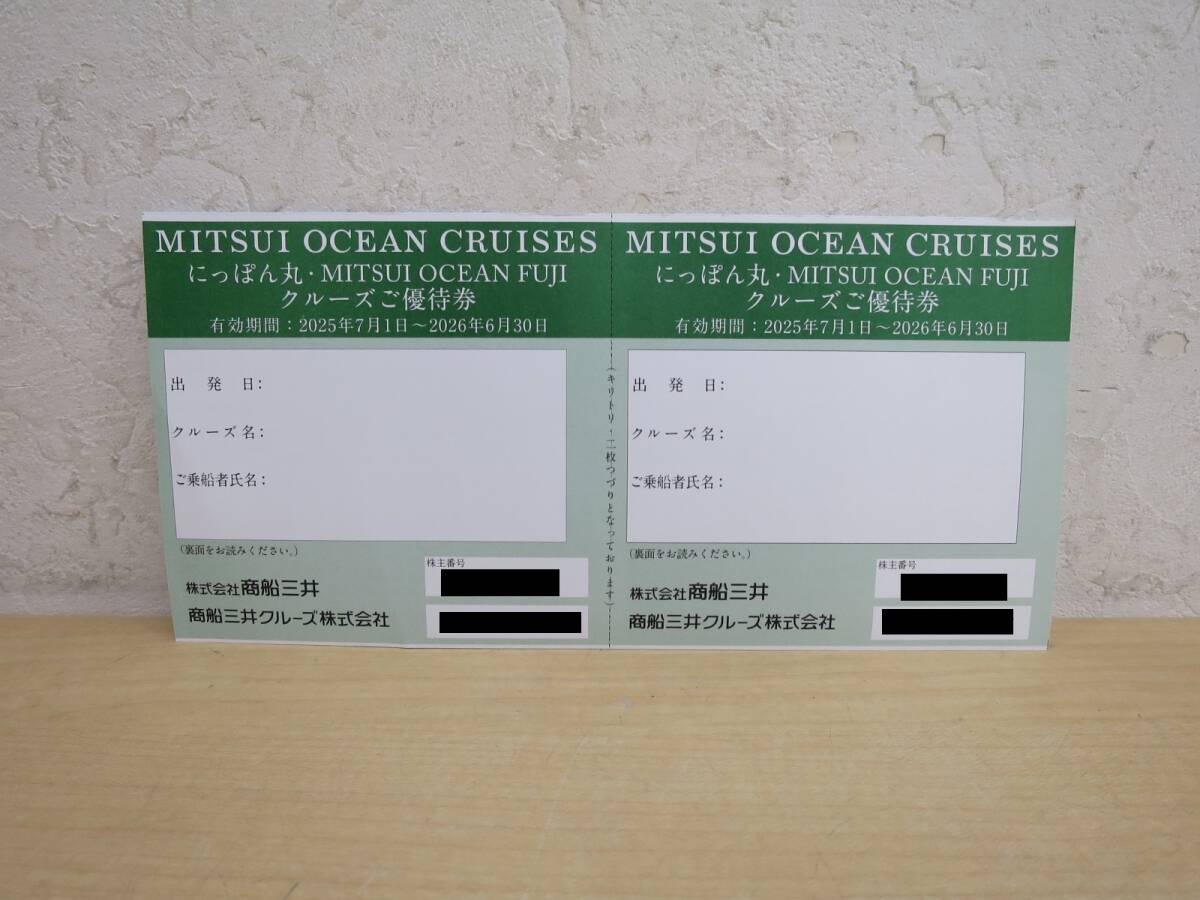 MITSUI OCEAN CRUISES
にっぽん丸・MITSUI OCEAN FUJI
クルーズご優待券
有効期間：2025年7月1日～2026年6月30日
出発日：
クルーズ名：
ご乗船者氏名：
（裏面をお読みください。）
株主番号
株式会社商船三井
商船三井クルーズ株式会社
（キリトリ・二枚つづりとなっております）
MITSUI OCEAN CRUISES
にっぽん丸・MITSUI OCEAN FUJI
クルーズご優待券
有効期間：2025年7月1日～2026年6月30日
出発日：
クルーズ名：
ご乗船者氏名：
（裏面をお読みください。）
株主番号
株式会社商船三井
商船三井クルーズ株式会社